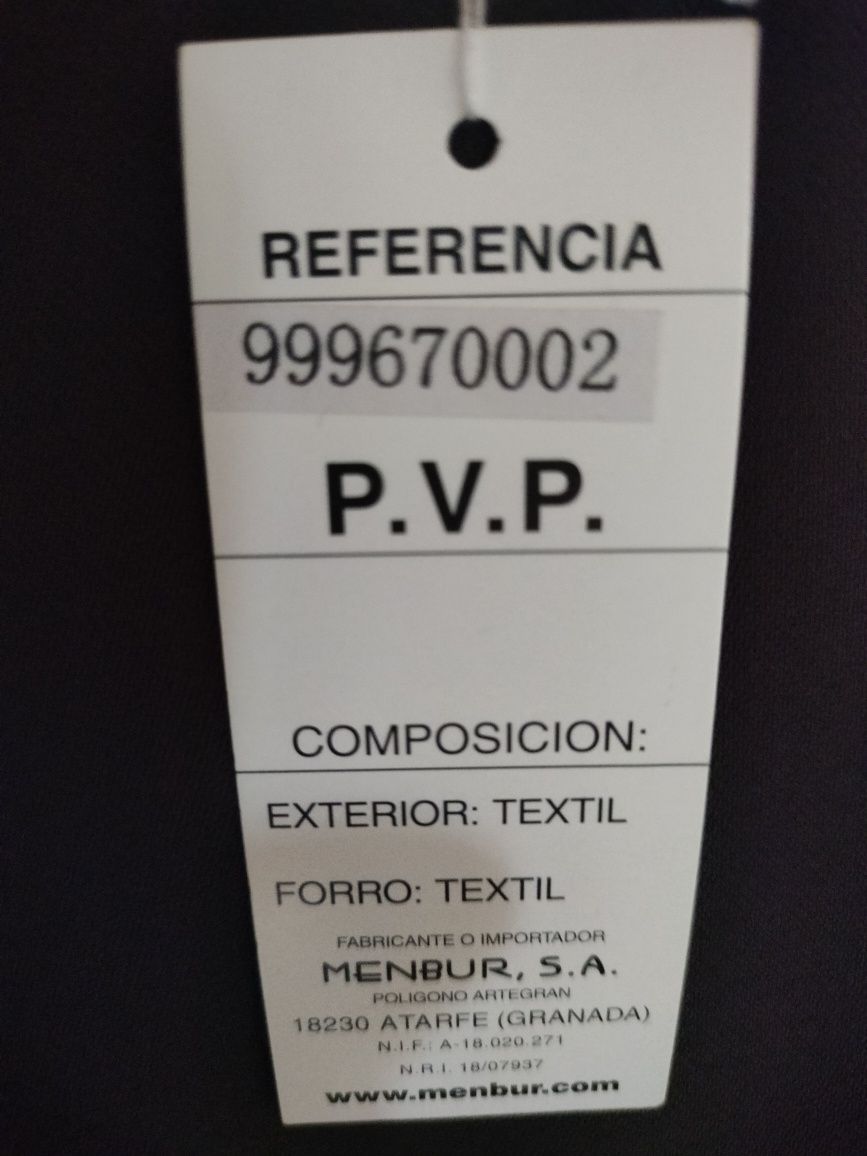 REFERENCIA
999670002
P.V.P.
COMPOSICION:
EXTERIOR: TEXTIL
FORRO: TEXTIL
FABRICANTE O IMPORTADOR
MENBUR, S.A.
POLIGONO ARTEGRAN
18230 ATARFE (GRANADA)
N.I.F.: A-18.020.271
N.R.I. 18/07937
www.menbur.com